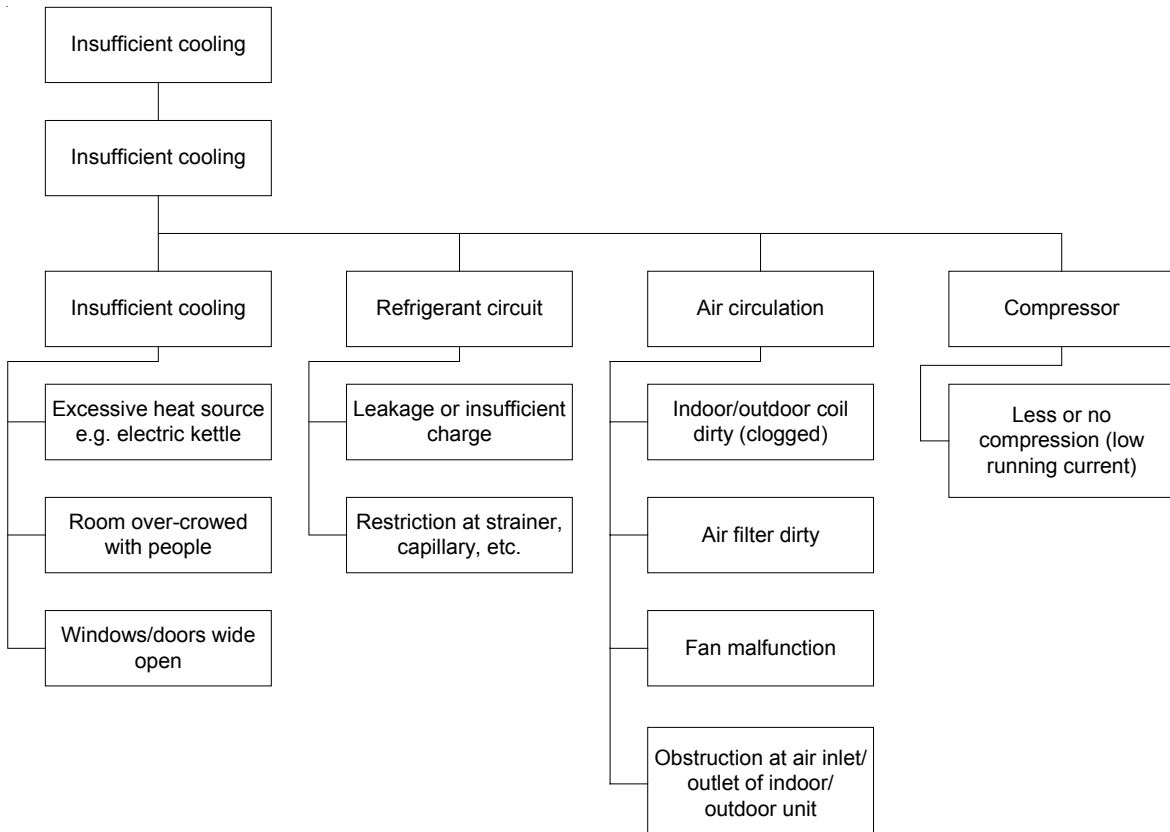 Insufficient cooling
Insufficient cooling
Insufficient cooling
Refrigerant circuit
Air circulation
Compressor
Excessive heat source
e.g. electric kettle
Room over-crowed
with people
Windows/doors wide
open
Leakage or insufficient
charge
Restriction at strainer,
capillary, etc.
Indoor/outdoor coil
dirty (clogged)
Air filter dirty
Fan malfunction
Obstruction at air inlet/
outlet of indoor/
outdoor unit
Less or no
compression (low
running current)